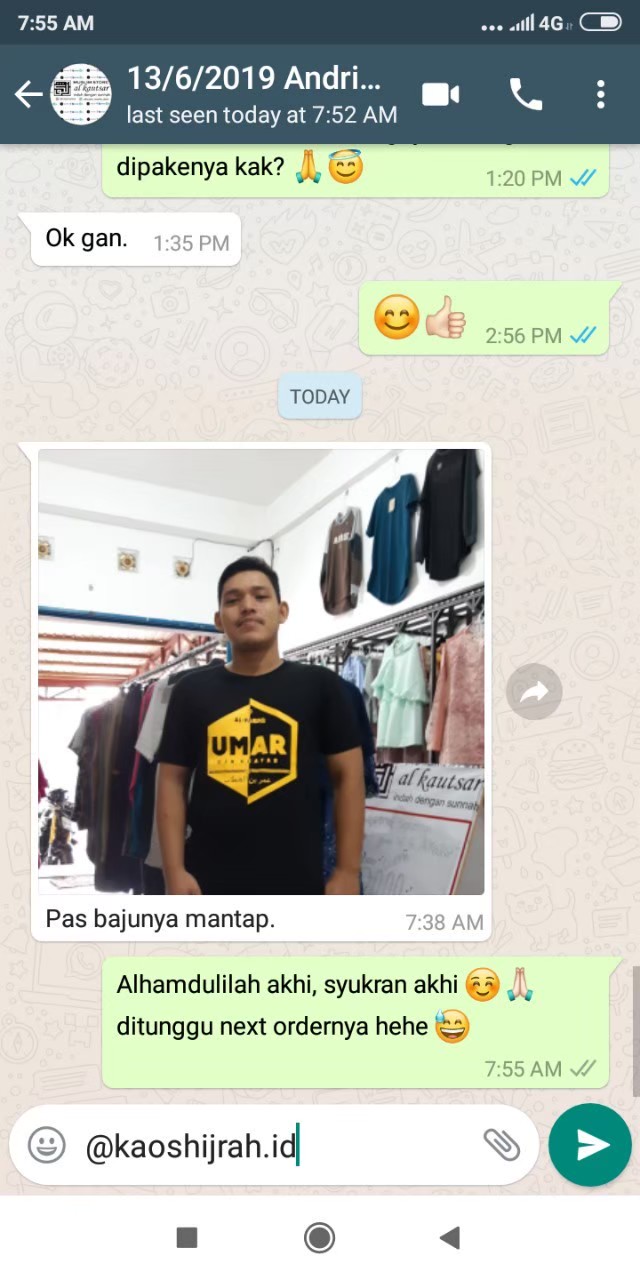 7:55 AM
4G
13/6/2019 Andri...
last seen today at 7:52 AM
dipakenya kak? 🙏😇
1:20 PM
Ok gan.
1:35 PM
😊👍🏻
2:56 PM
TODAY
UMAR
al kautsar
indah dengan sunnah
Pas bajunya mantap.
7:38 AM
Alhamdulilah akhi, syukran akhi ☺️🙏🏻
ditunggu next ordernya hehe 😅
7:55 AM
@kaoshijrah.id